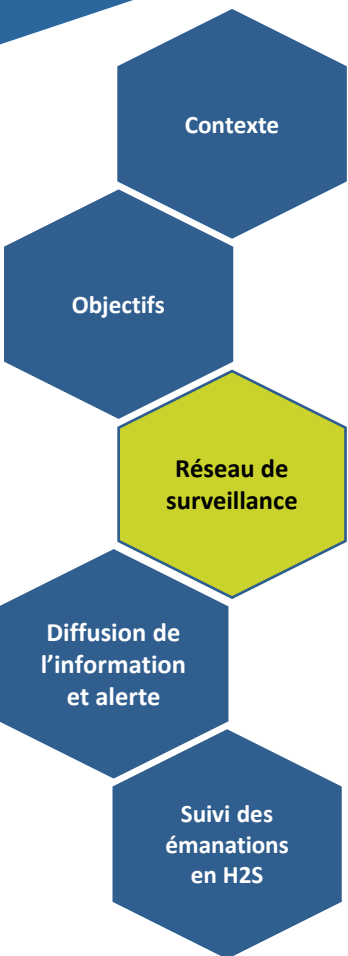 Contexte
Objectifs
Réseau de
surveillance
Diffusion de
l’information
et alerte
Suivi des
émanations
en H2S